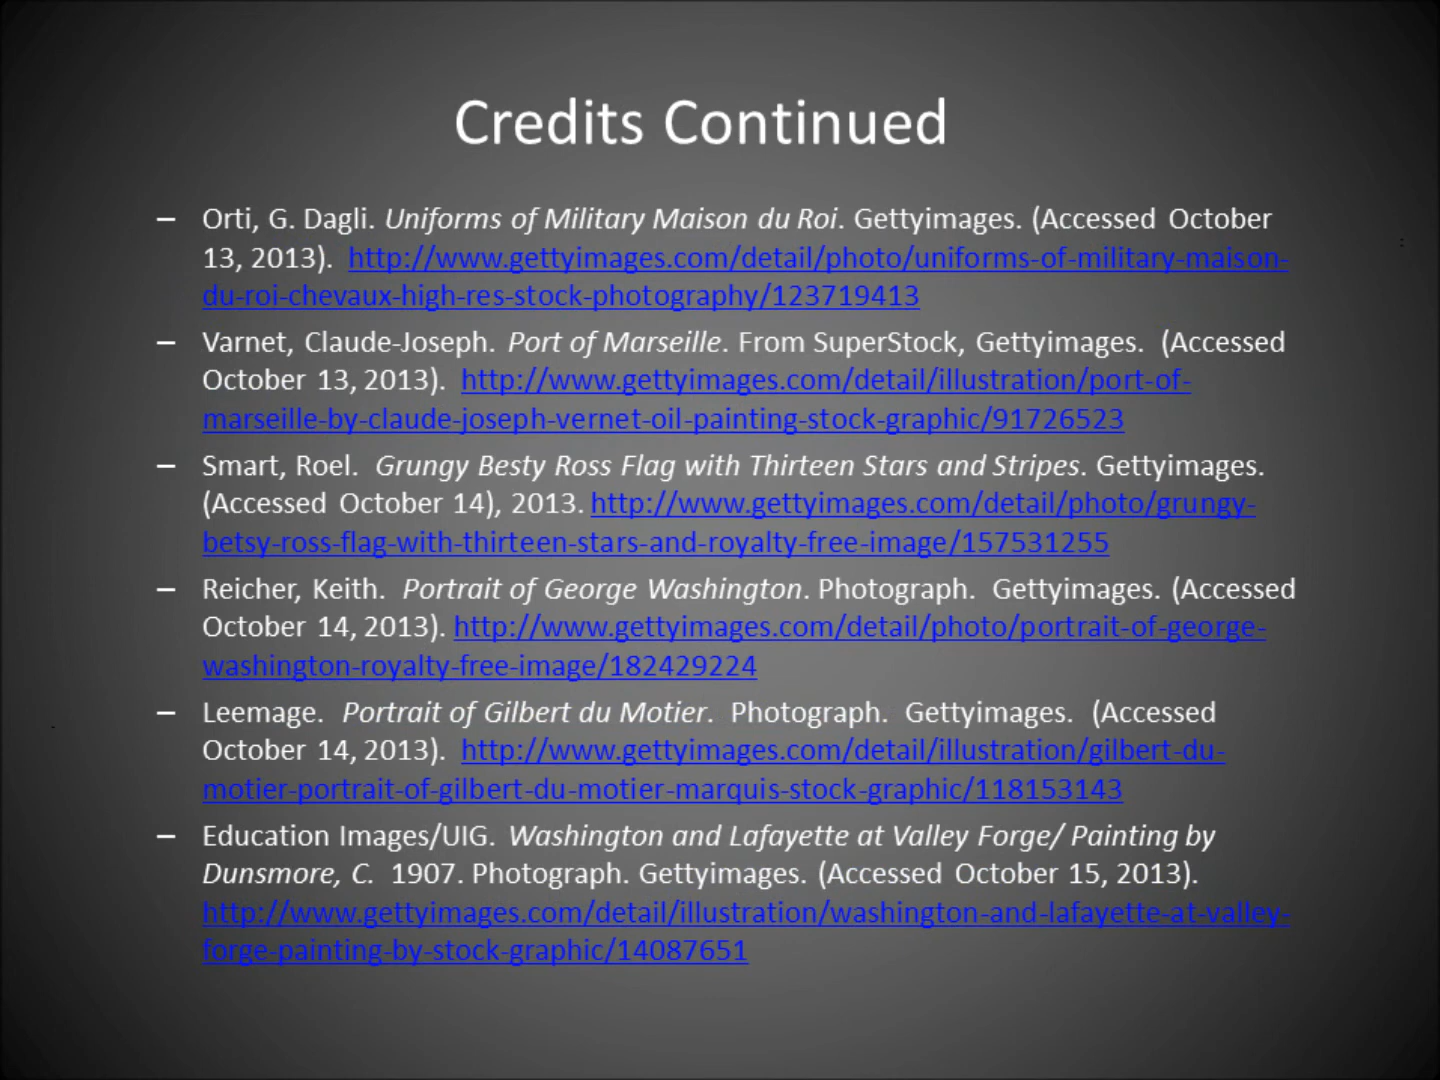 Credits Continued
– Orti, G. Dagli. Uniforms of Military Maison du Roi. Gettyimages. (Accessed October
13, 2013). http://www.gettyimages.com/detail/photo/uniforms-of-military-maison-
du-roi-chevaux-high-res-stock-photography/123719413
– Varnet, Claude-Joseph. Port of Marseille. From SuperStock, Gettyimages. (Accessed
October 13, 2013). http://www.gettyimages.com/detail/illustration/port-of-
marseille-by-claude-joseph-vernet-oil-painting-stock-graphic/91726523
– Smart, Roel. Grungy Besty Ross Flag with Thirteen Stars and Stripes. Gettyimages.
(Accessed October 14), 2013. http://www.gettyimages.com/detail/photo/grungy-
betsy-ross-flag-with-thirteen-stars-and-royalty-free-image/157531255
– Reicher, Keith. Portrait of George Washington. Photograph. Gettyimages. (Accessed
October 14, 2013). http://www.gettyimages.com/detail/photo/portrait-of-george-
washington-royalty-free-image/182429224
– Leemage. Portrait of Gilbert du Motier. Photograph. Gettyimages. (Accessed
October 14, 2013). http://www.gettyimages.com/detail/illustration/gilbert-du-
motier-portrait-of-gilbert-du-motier-marquis-stock-graphic/118153143
– Education Images/UIG. Washington and Lafayette at Valley Forge/ Painting by
Dunsmore, C. 1907. Photograph. Gettyimages. (Accessed October 15, 2013).
http://www.gettyimages.com/detail/illustration/washington-and-lafayette-at-valley-
forge-painting-by-stock-graphic/14087651